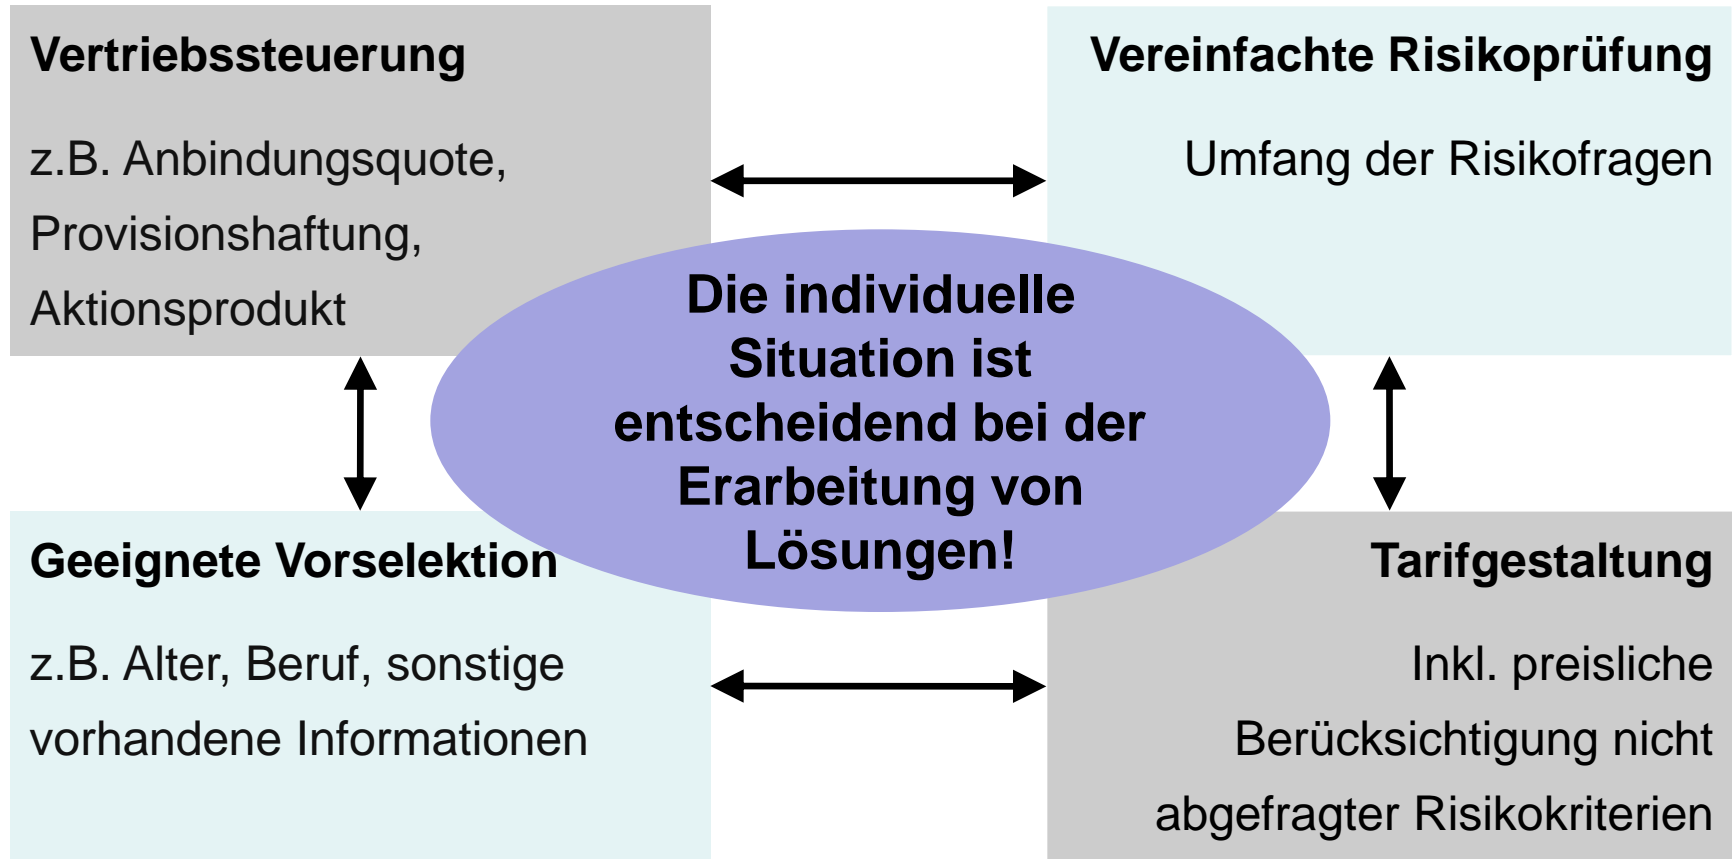 Vertriebssteuerung
z.B. Anbindungsquote,
Provisionshaftung,
Aktionsprodukt
Vereinfachte Risikoprüfung
Umfang der Risikofragen
Die individuelle
Situation ist
entscheidend bei der
Erarbeitung von
Lösungen!
Geeignete Vorselektion
z.B. Alter, Beruf, sonstige
vorhandene Informationen
Tarifgestaltung
Inkl. preisliche
Berücksichtigung nicht
abgefragter Risikokriterien